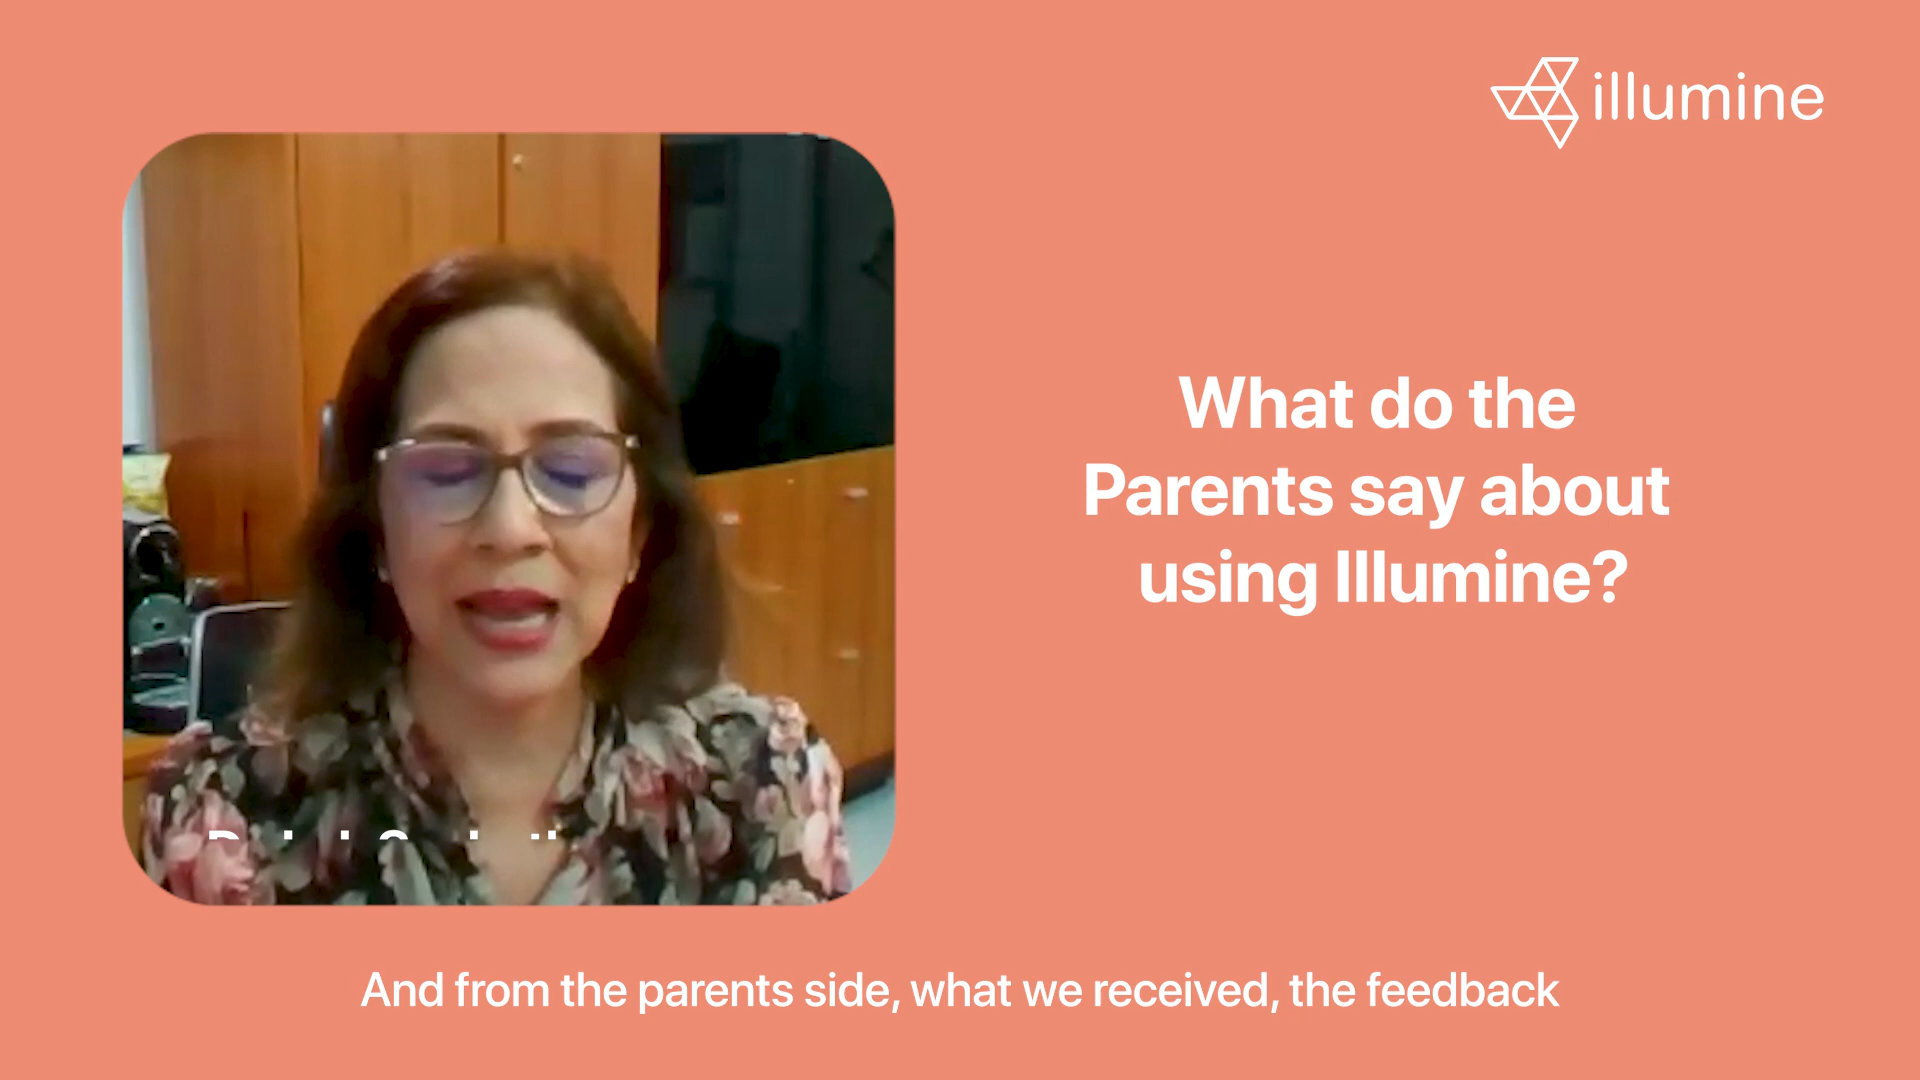 illumine
What do the
Parents say about
using Illumine?
And from the parents side, what we received, the feedback